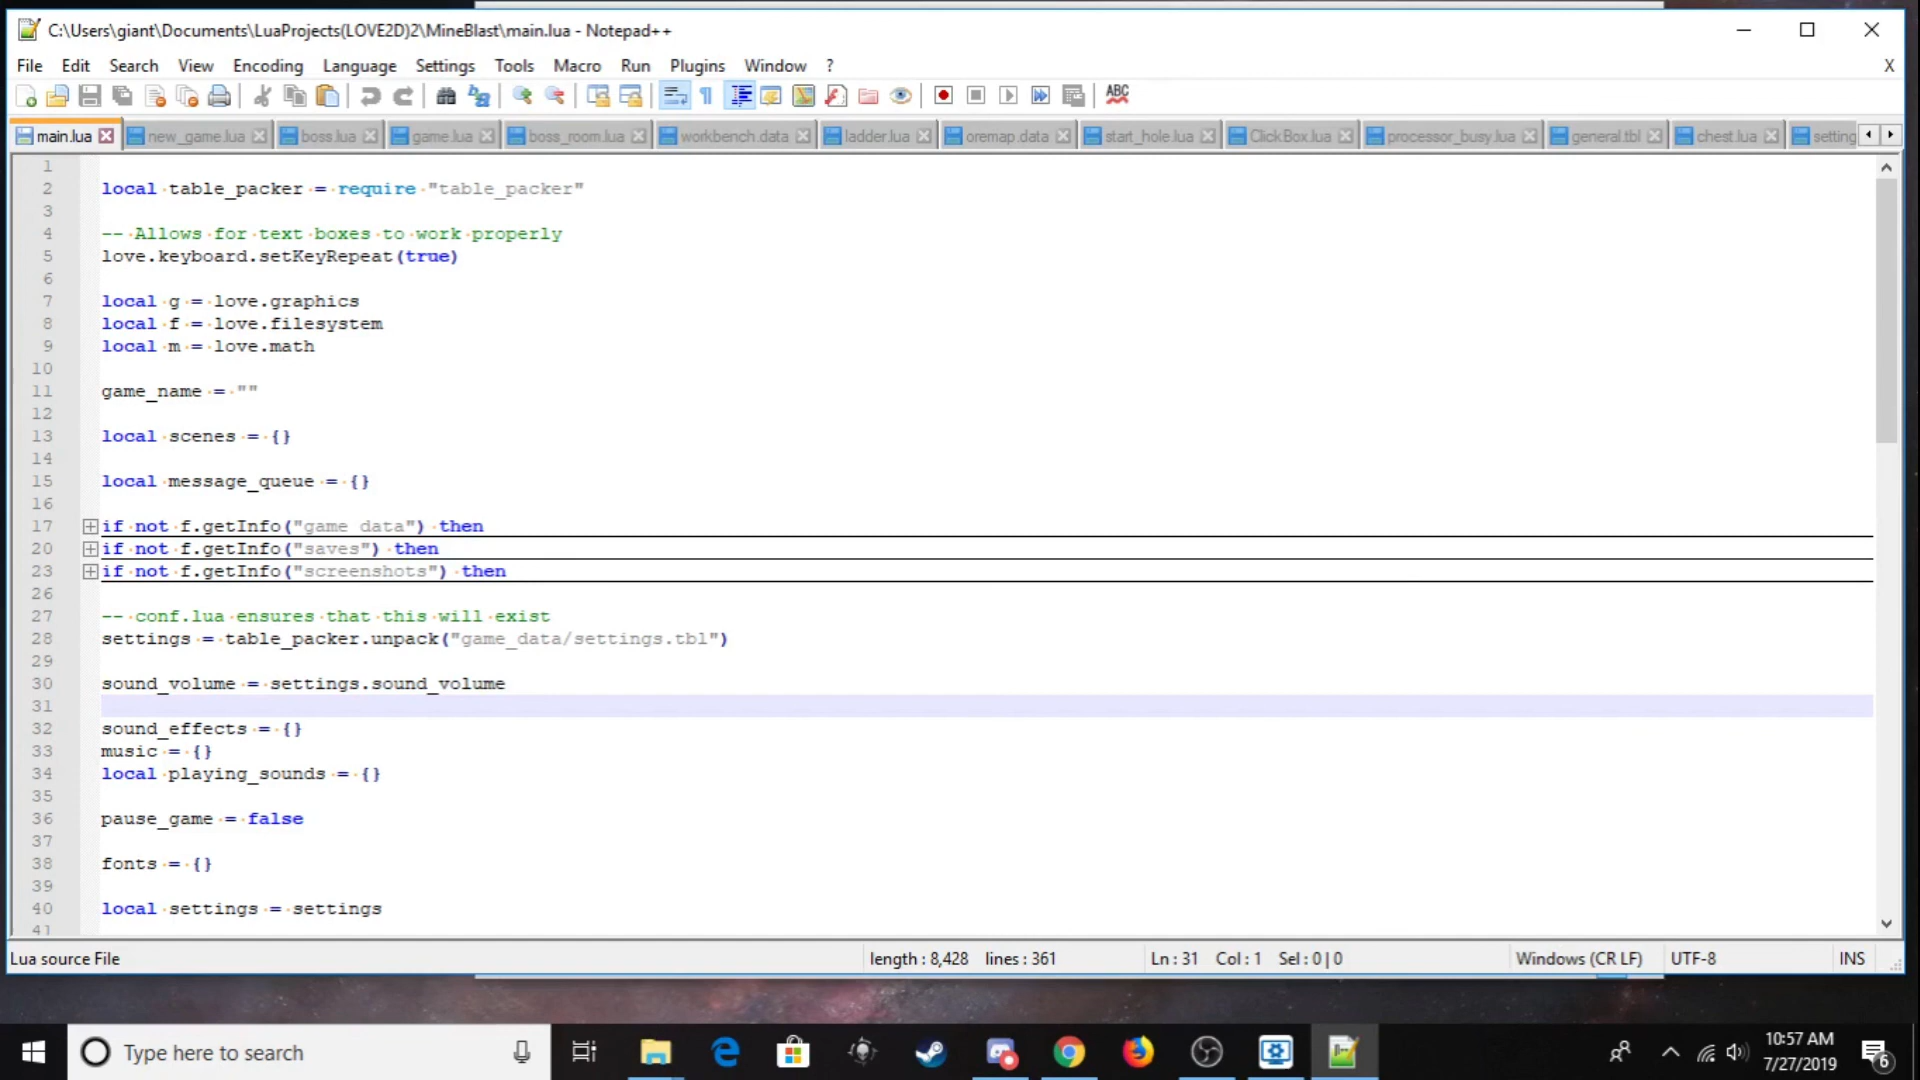 C:\Users\giant\Documents\LuaProjects(LOVE2D)2\MineBlast\main.lua - Notepad++
File Edit Search View Encoding Language Settings Tools Macro Run Plugins Window ? X
ABC
main.lua new_game.lua boss.lua game.lua boss_room.lua workbench.data ladder.lua oremap.data start_hole.lua ClickBox.lua processor_busy.lua general.tbl chest.lua setting
1
2 local table_packer = require "table_packer"
3
4 -- Allows for text boxes to work properly
5 love.keyboard.setKeyRepeat(true)
6
7 local g = love.graphics
8 local f = love.filesystem
9 local m = love.math
10
11 game_name = ""
12
13 local scenes = {}
14
15 local message_queue = {}
16
17 if not f.getInfo("game_data") then
20 if not f.getInfo("saves") then
23 if not f.getInfo("screenshots") then
26
27 -- conf.lua ensures that this will exist
28 settings = table_packer.unpack("game_data/settings.tbl")
29
30 sound_volume = settings.sound_volume
31
32 sound_effects = {}
33 music = {}
34 local playing_sounds = {}
35
36 pause_game = false
37
38 fonts = {}
39
40 local settings = settings
41
Lua source File length : 8,428 lines : 361 Ln : 31 Col : 1 Sel : 0 | 0 Windows (CR LF) UTF-8 INS
Type here to search
10:57 AM
7/27/2019
6